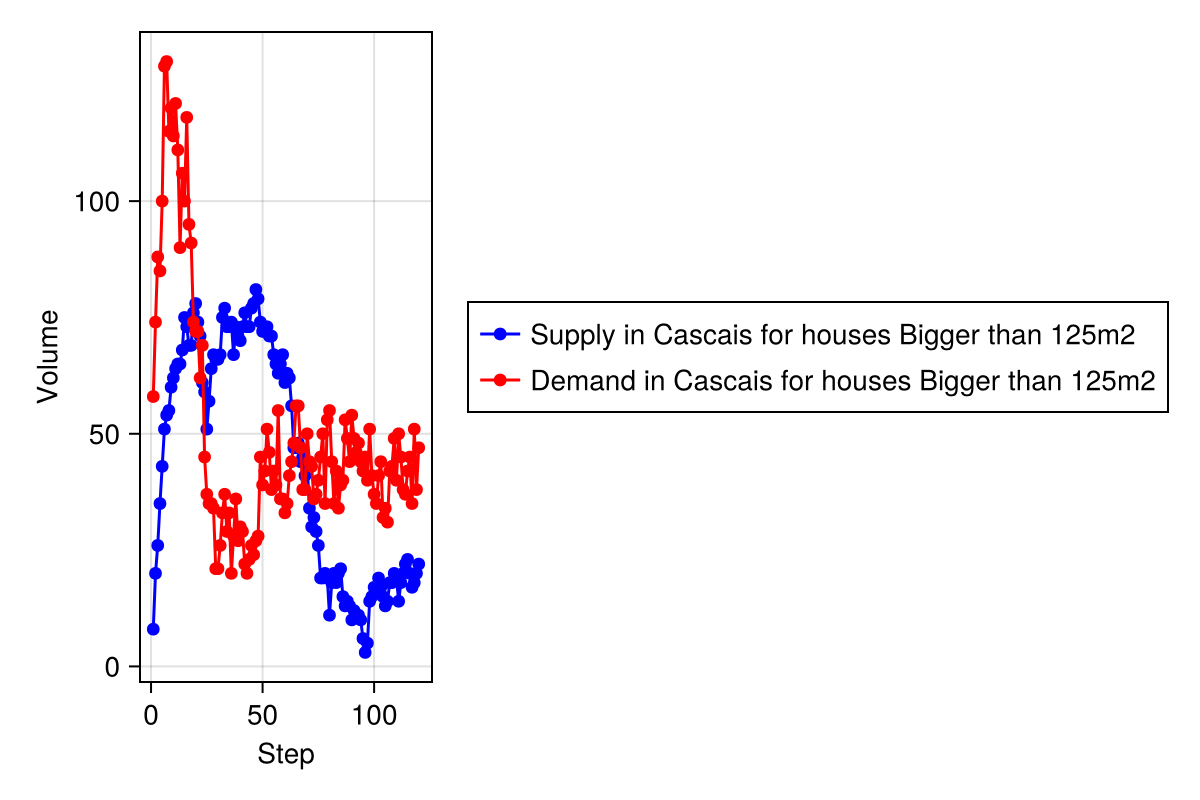 Volume
100
50
0
0 50 100
Step
Supply in Cascais for houses Bigger than 125m2
Demand in Cascais for houses Bigger than 125m2